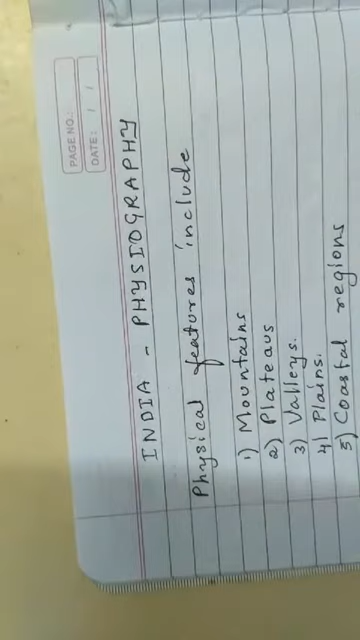 PAGE NO.:
DATE: / /
INDIA - PHYSIOGRAPHY
Physical features include
1) Mountains
2) Plateaus
3) Valleys.
4) Plains.
5) Coastal regions